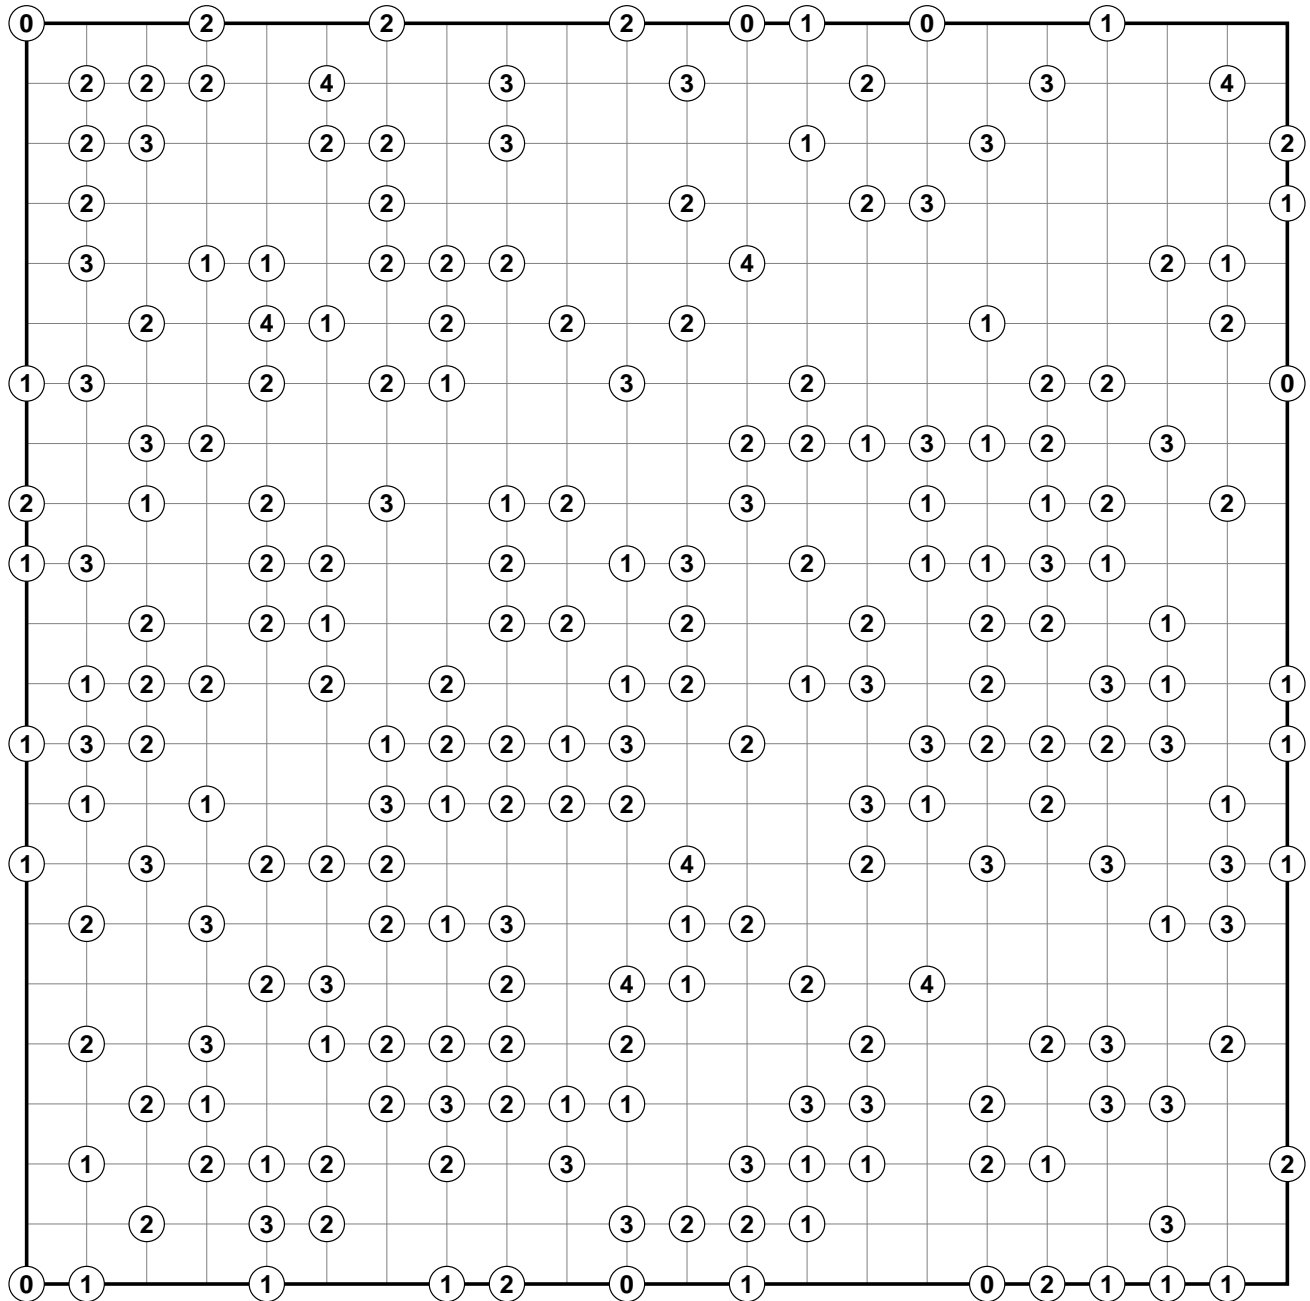 0 2 2 2 0 1 0 1
2 2 2 4 3 3 2 3 4
2 3 2 2 3 1 3 2
2 2 2 2 3 1
3 1 1 2 2 2 4 2 1
2 4 1 2 2 2 1 2
1 3 2 2 1 3 2 2 2 0
3 2 2 2 1 3 1 2 3
2 1 2 3 1 2 3 1 1 2 2
1 3 2 2 2 1 3 2 1 1 3 1
2 2 1 2 2 2 2 2 2 1
1 2 2 2 2 1 2 1 3 2 3 1 1
1 3 2 1 2 2 1 3 2 3 2 2 2 3 1
1 1 3 1 2 2 2 3 1 2 1
1 3 2 2 2 4 2 3 3 3 1
2 3 2 1 3 1 2 1 3
2 3 2 4 1 2 4
2 3 1 2 2 2 2 2 2 3 2
2 1 2 3 2 1 1 3 3 2 3 3
1 2 1 2 2 3 3 1 1 2 1 2
2 3 2 3 2 2 1 3
0 1 1 1 2 0 1 0 2 1 1 1